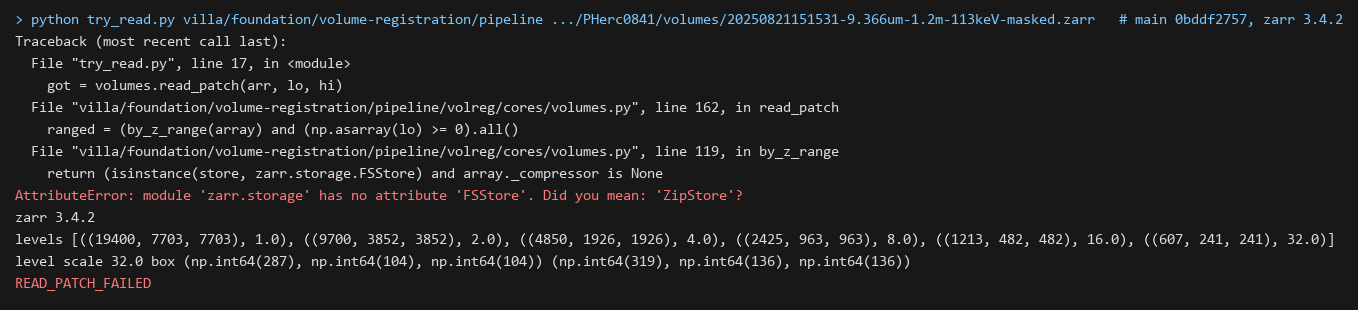 > python try_read.py villa/foundation/volume-registration/pipeline .../PHerc0841/volumes/20250821151531-9.366um-1.2m-113keV-masked.zarr   # main 0bddf2757, zarr 3.4.2
Traceback (most recent call last):
  File "try_read.py", line 17, in <module>
    got = volumes.read_patch(arr, lo, hi)
  File "villa/foundation/volume-registration/pipeline/volreg/cores/volumes.py", line 162, in read_patch
    ranged = (by_z_range(array) and (np.asarray(lo) >= 0).all()
  File "villa/foundation/volume-registration/pipeline/volreg/cores/volumes.py", line 119, in by_z_range
    return (isinstance(store, zarr.storage.FSStore) and array._compressor is None
AttributeError: module 'zarr.storage' has no attribute 'FSStore'. Did you mean: 'ZipStore'?
zarr 3.4.2
levels [((19400, 7703, 7703), 1.0), ((9700, 3852, 3852), 2.0), ((4850, 1926, 1926), 4.0), ((2425, 963, 963), 8.0), ((1213, 482, 482), 16.0), ((607, 241, 241), 32.0)]
level scale 32.0 box (np.int64(287), np.int64(104), np.int64(104)) (np.int64(319), np.int64(136), np.int64(136))
READ_PATCH_FAILED